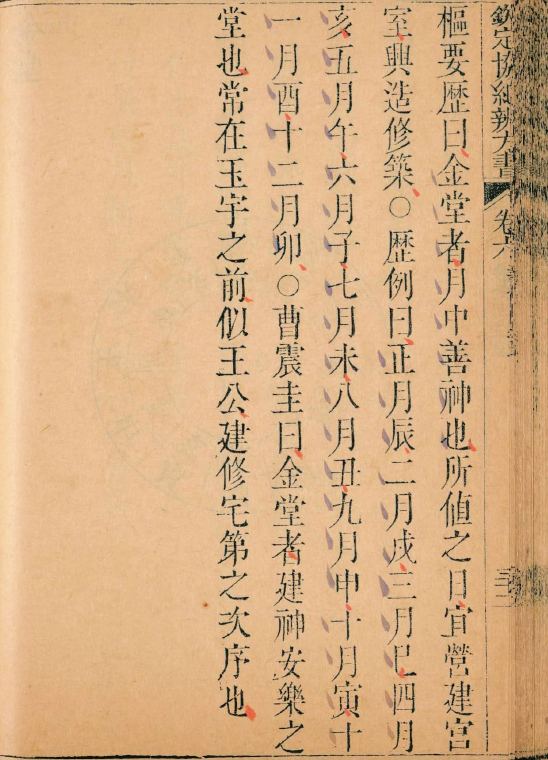 欽定協紀辨方書 卷六
樞要歴曰金堂者月中善神也所値之日宜營建宫
室興造修築○歴例曰正月辰二月戌三月巳四月
亥五月午六月子七月未八月丑九月申十月寅十
一月酉十二月卯○曹震圭曰金堂者建神安樂之
堂也常在玉宇之前似王公建修宅第之次序也